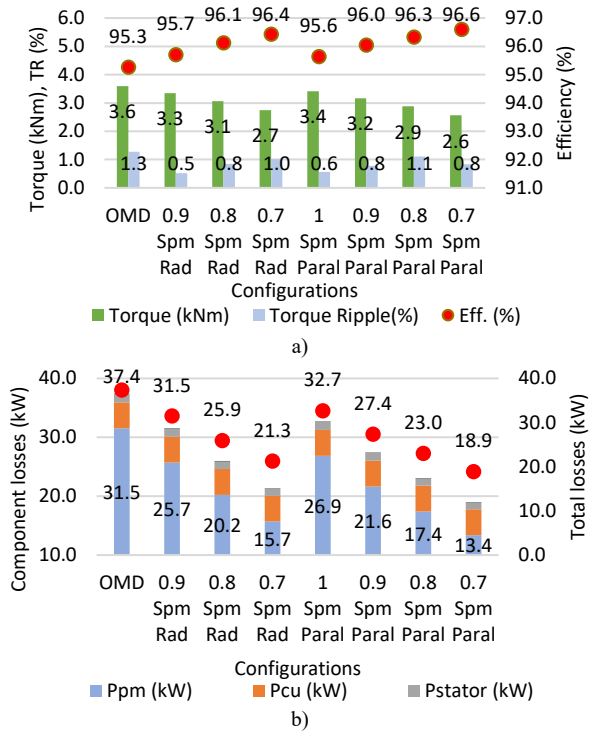 6.0 95.3 95.7 96.1 96.4 95.6 96.0 96.3 96.6 97.0
5.0 96.0
4.0 95.0
3.0 94.0
2.0 93.0
1.0 92.0
0.0 91.0
3.6 3.3 3.1 2.7 3.4 3.2 2.9 2.6
1.3 0.5 0.8 1.0 0.6 0.8 1.1 0.8
Torque (kNm), TR (%)
Efficiency (%)
OMD 0.9 0.8 0.7 1 0.9 0.8 0.7
Spm Spm Spm Spm Spm Spm Spm
Rad Rad Rad Paral Paral Paral Paral
Configurations
Torque (kNm) Torque Ripple(%) Eff. (%)
a)
40.0 37.4 31.5 25.9 21.3 32.7 27.4 23.0 18.9 40.0
30.0 30.0
20.0 20.0
10.0
10.0 0.0
31.5 25.7 20.2 15.7 26.9 21.6 17.4 13.4
Component losses (kW)
Total losses (kW)
OMD 0.9 0.8 0.7 1 0.9 0.8 0.7
Spm Spm Spm Spm Spm Spm Spm
Rad Rad Rad Paral Paral Paral Paral
Configurations
Ppm (kW) Pcu (kW) Pstator (kW)
b)